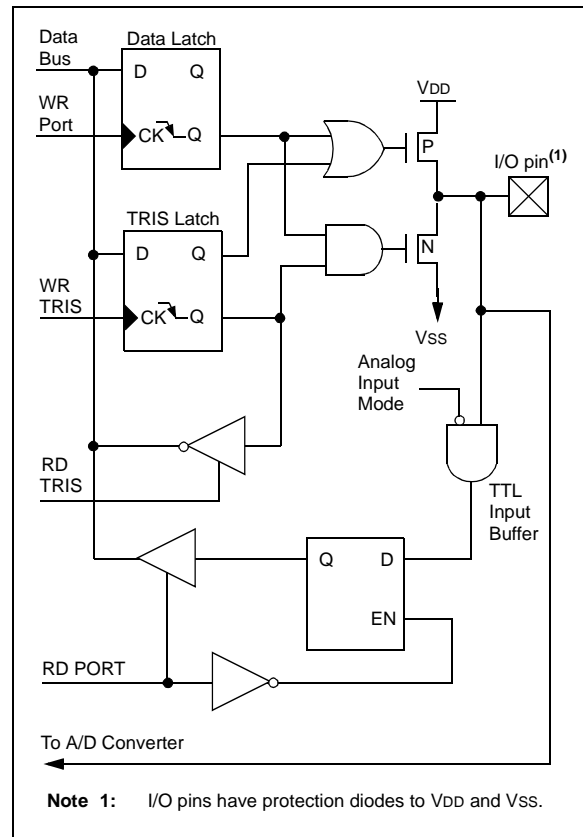 Data
Bus
Data Latch
D Q
WR
Port
CK Q
VDD
P
I/O pin(1)
TRIS Latch
D Q
N
WR
TRIS
CK Q
VSS
Analog
Input
Mode
RD
TRIS
TTL
Input
Buffer
Q D
EN
RD PORT
To A/D Converter
Note 1: I/O pins have protection diodes to VDD and VSS.